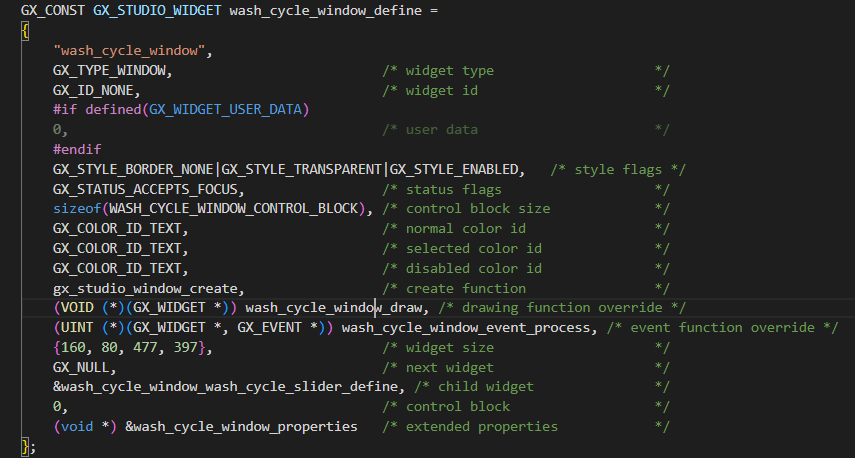 GX_CONST GX_STUDIO_WIDGET wash_cycle_window_define =
{
"wash_cycle_window",
GX_TYPE_WINDOW, /* widget type */
GX_ID_NONE, /* widget id */
#if defined(GX_WIDGET_USER_DATA)
0, /* user data */
#endif
GX_STYLE_BORDER_NONE|GX_STYLE_TRANSPARENT|GX_STYLE_ENABLED, /* style flags */
GX_STATUS_ACCEPTS_FOCUS, /* status flags */
sizeof(WASH_CYCLE_WINDOW_CONTROL_BLOCK), /* control block size */
GX_COLOR_ID_TEXT, /* normal color id */
GX_COLOR_ID_TEXT, /* selected color id */
GX_COLOR_ID_TEXT, /* disabled color id */
gx_studio_window_create, /* create function */
(VOID (*)(GX_WIDGET *)) wash_cycle_window_draw, /* drawing function override */
(UINT (*)(GX_WIDGET *, GX_EVENT *)) wash_cycle_window_event_process, /* event function override */
{160, 80, 477, 397}, /* widget size */
GX_NULL, /* next widget */
&wash_cycle_window_wash_cycle_slider_define, /* child widget */
0, /* control block */
(void *) &wash_cycle_window_properties /* extended properties */
};